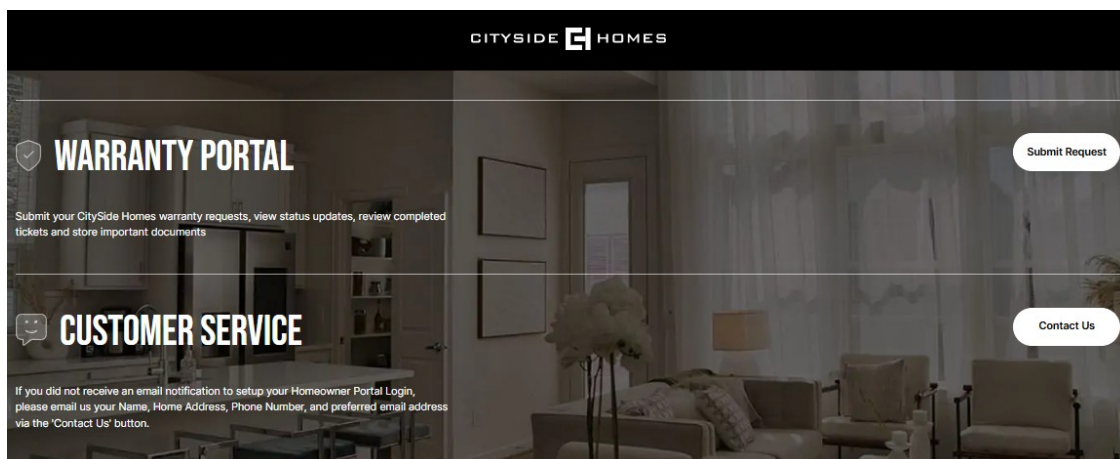 CITYSIDE CH HOMES
WARRANTY PORTAL
Submit Request
Submit your CitySide Homes warranty requests, view status updates, review completed
tickets and store important documents
CUSTOMER SERVICE
Contact Us
If you did not receive an email notification to setup your Homeowner Portal Login,
please email us your Name, Home Address, Phone Number, and preferred email address
via the 'Contact Us' button.